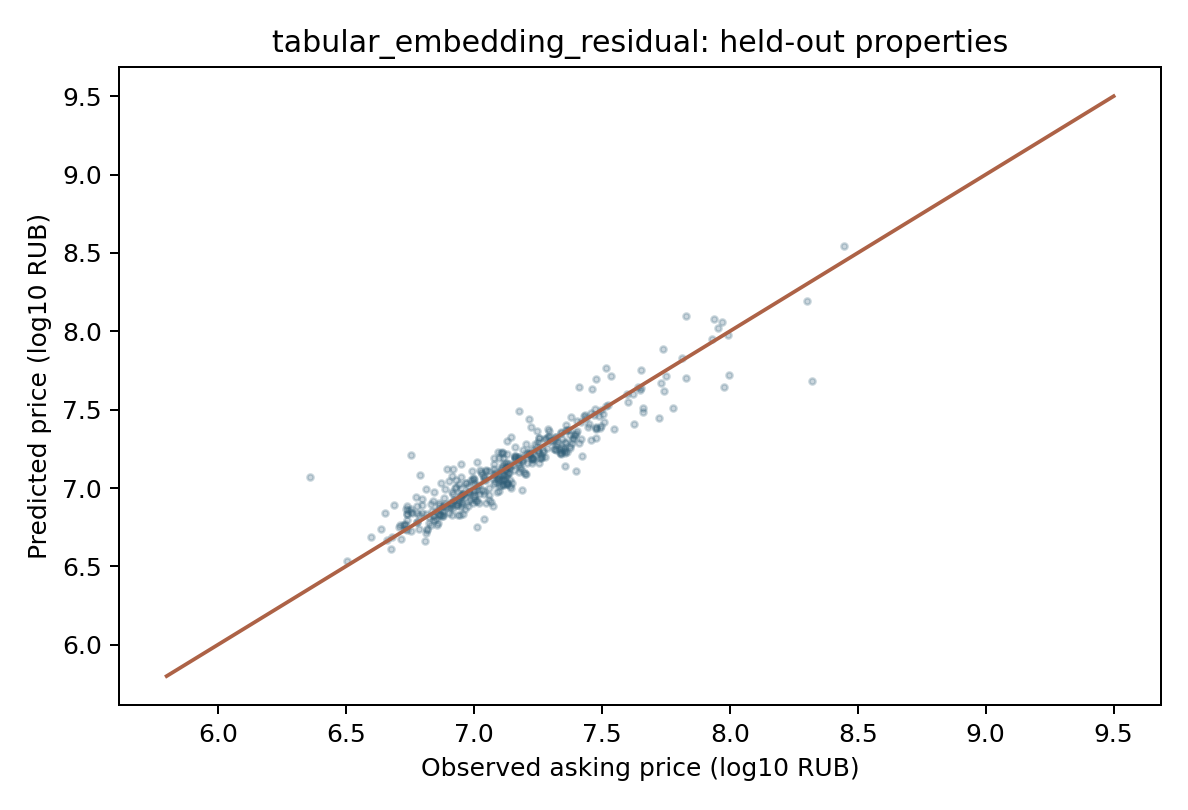 tabular_embedding_residual: held-out properties
Predicted price (log10 RUB)
9.5
9.0
8.5
8.0
7.5
7.0
6.5
6.0
6.0 6.5 7.0 7.5 8.0 8.5 9.0 9.5
Observed asking price (log10 RUB)